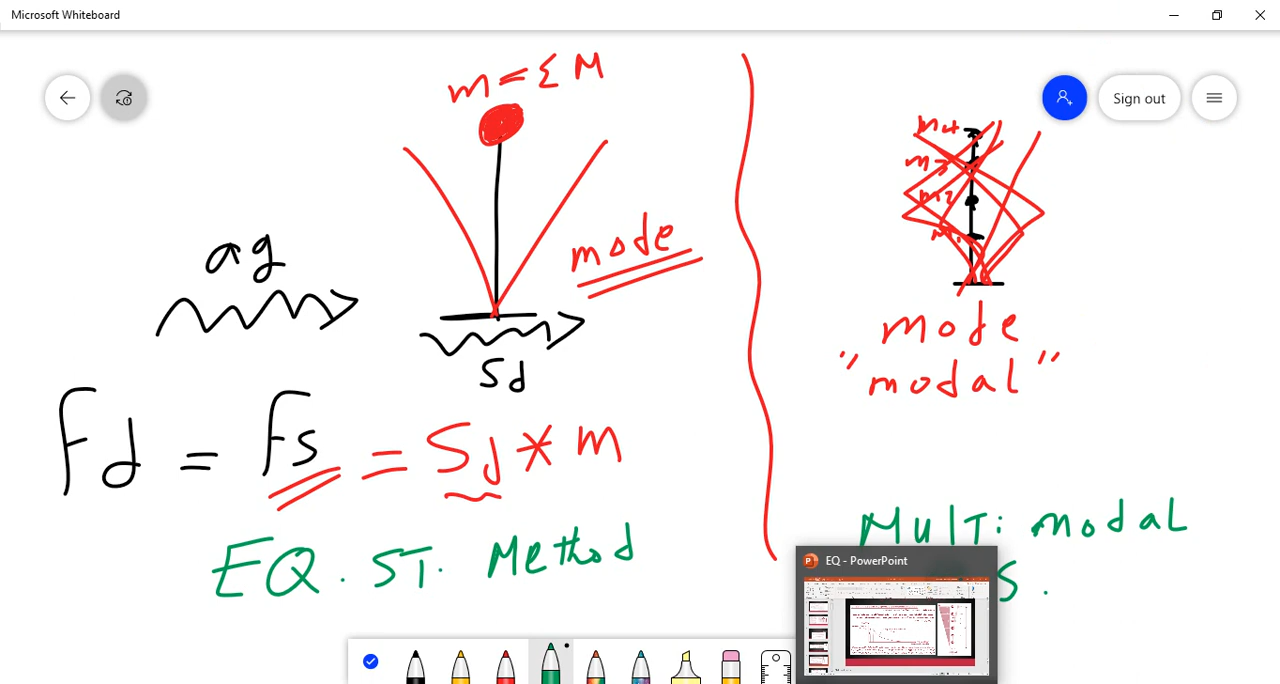 Microsoft Whiteboard
Sign out
m = Σ M
ag
mode
Sd
Fd = Fs = Sd * m
EQ. ST. Method
m4
m3
m2
m1
mode
"modal"
MulTi modal
S.
EQ - PowerPoint